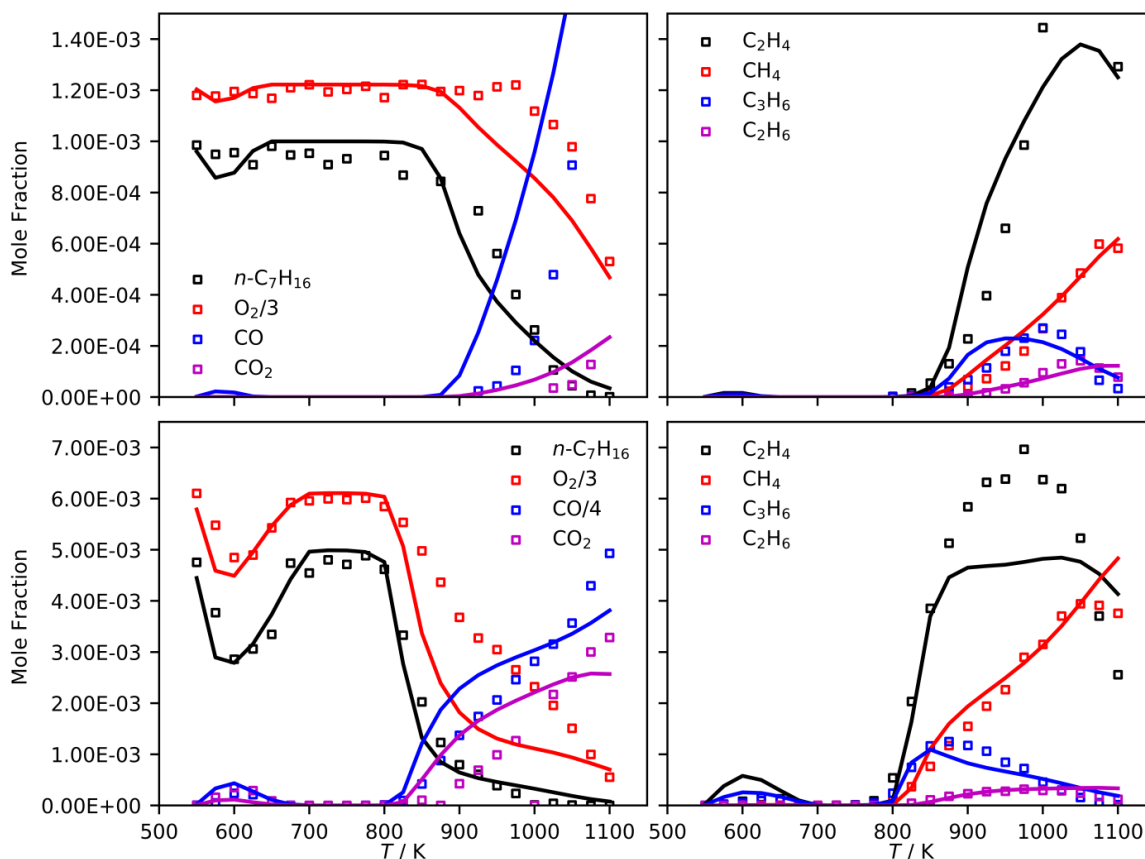 1.40E-03
1.20E-03
1.00E-03
8.00E-04
6.00E-04
4.00E-04
2.00E-04
0.00E+00
Mole Fraction
n-C₇H₁₆
O₂/3
CO
CO₂
C₂H₄
CH₄
C₃H₆
C₂H₆
7.00E-03
6.00E-03
5.00E-03
4.00E-03
3.00E-03
2.00E-03
1.00E-03
0.00E+00
Mole Fraction
n-C₇H₁₆
O₂/3
CO/4
CO₂
500 600 700 800 900 1000 1100
T / K
C₂H₄
CH₄
C₃H₆
C₂H₆
500 600 700 800 900 1000 1100
T / K